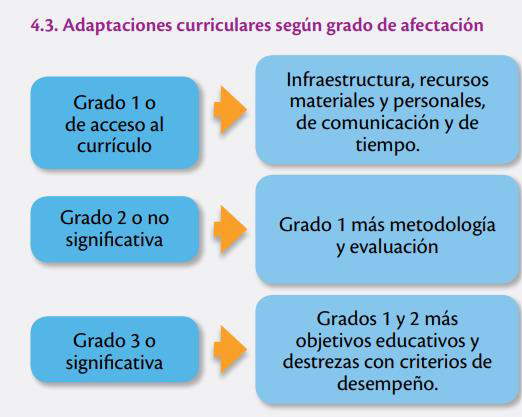 4.3. Adaptaciones curriculares según grado de afectación
Grado 1 o
de acceso al
currículo
Infraestructura, recursos
materiales y personales,
de comunicación y de
tiempo.
Grado 2 o no
significativa
Grado 1 más metodología
y evaluación
Grado 3 o
significativa
Grados 1 y 2 más
objetivos educativos y
destrezas con criterios de
desempeño.